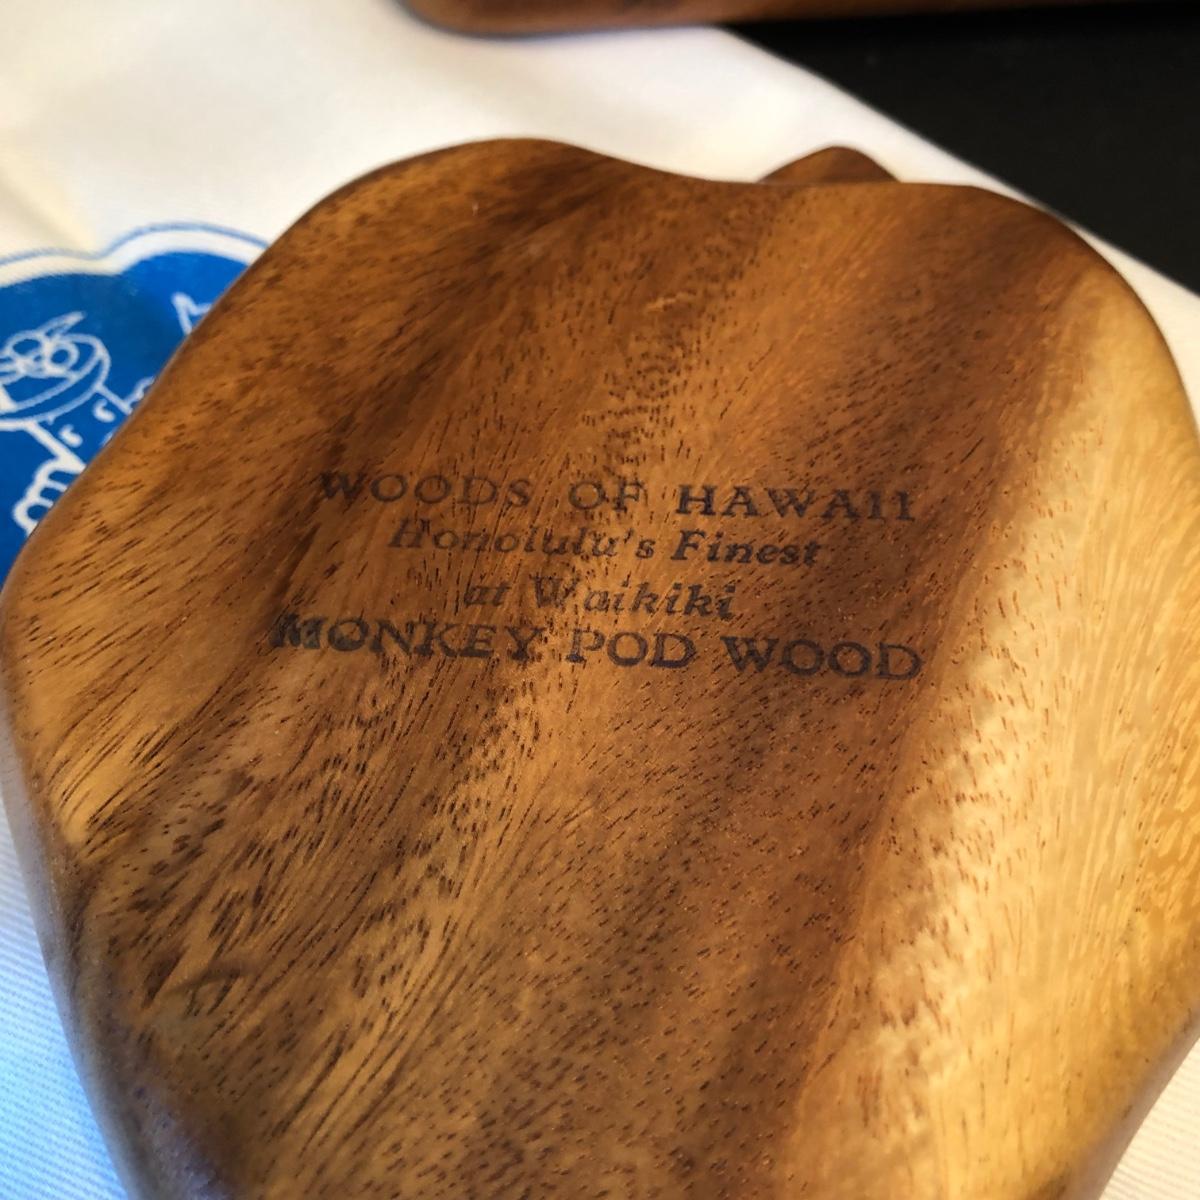 WOODS OF HAWAII
Honolulu's Finest
at Waikiki
MONKEY POD WOOD